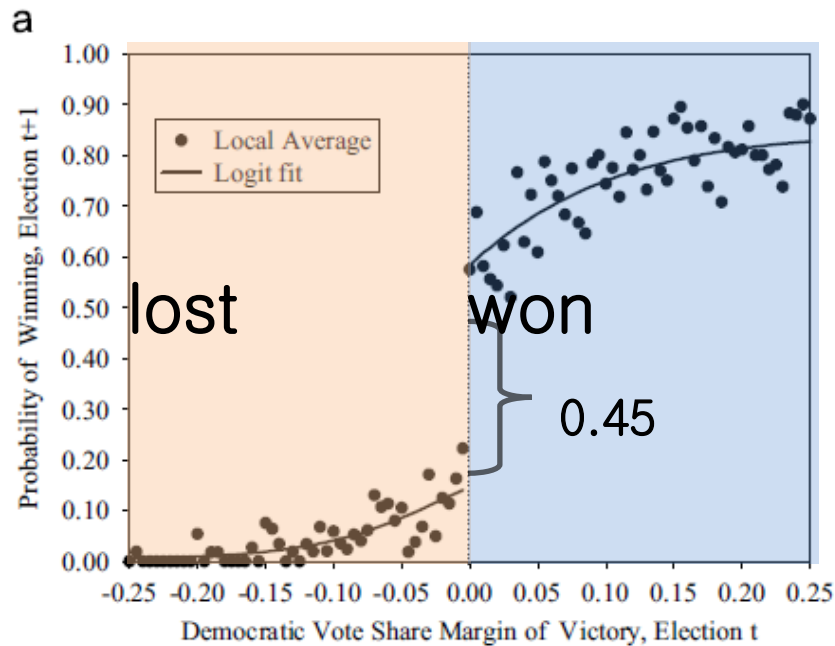 a
Probability of Winning, Election t+1
1.00
0.90
0.80
0.70
0.60
0.50
0.40
0.30
0.20
0.10
0.00
Local Average
Logit fit
lost
won
0.45
-0.25 -0.20 -0.15 -0.10 -0.05 0.00 0.05 0.10 0.15 0.20 0.25
Democratic Vote Share Margin of Victory, Election t